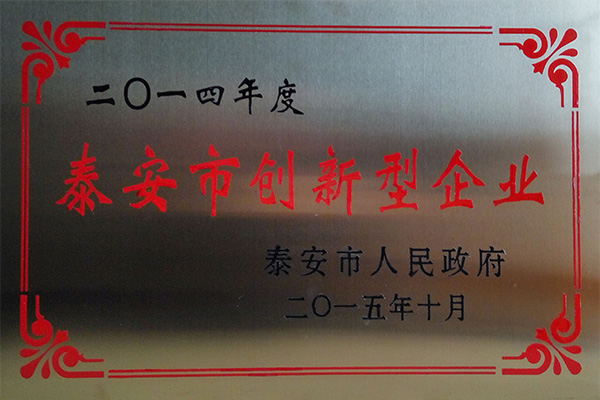 二〇一四年度
泰安市创新型企业
泰安市人民政府
二〇一五年十月